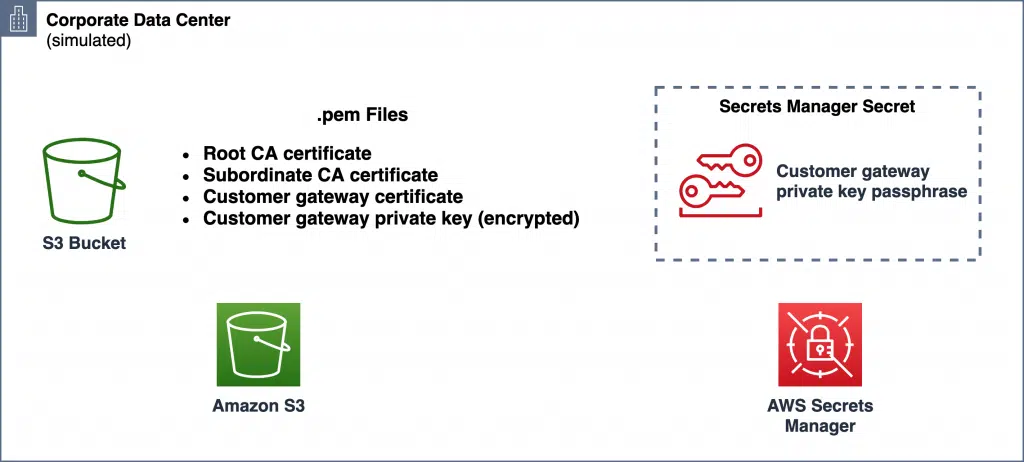 Corporate Data Center
(simulated)
.pem Files
• Root CA certificate
• Subordinate CA certificate
• Customer gateway certificate
• Customer gateway private key (encrypted)
S3 Bucket
Secrets Manager Secret
Customer gateway
private key passphrase
Amazon S3
AWS Secrets
Manager